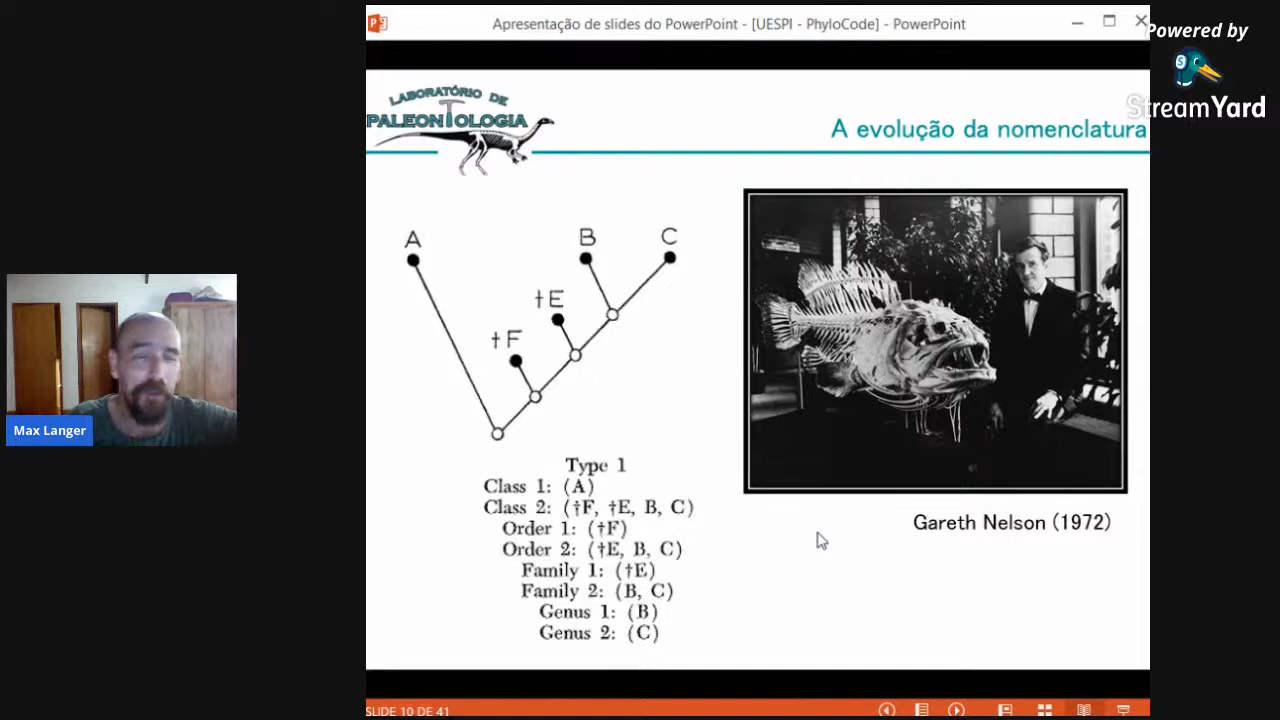 Apresentação de slides do PowerPoint - [UESPI - PhyloCode] - PowerPoint
Powered by
StreamYard
LABORATÓRIO DE
PALEONTOLOGIA
A evolução da nomenclatura
A
B
C
†E
†F
Type 1
Class 1: (A)
Class 2: (†F, †E, B, C)
Order 1: (†F)
Order 2: (†E, B, C)
Family 1: (†E)
Family 2: (B, C)
Genus 1: (B)
Genus 2: (C)
Gareth Nelson (1972)
Max Langer
SLIDE 10 DE 41